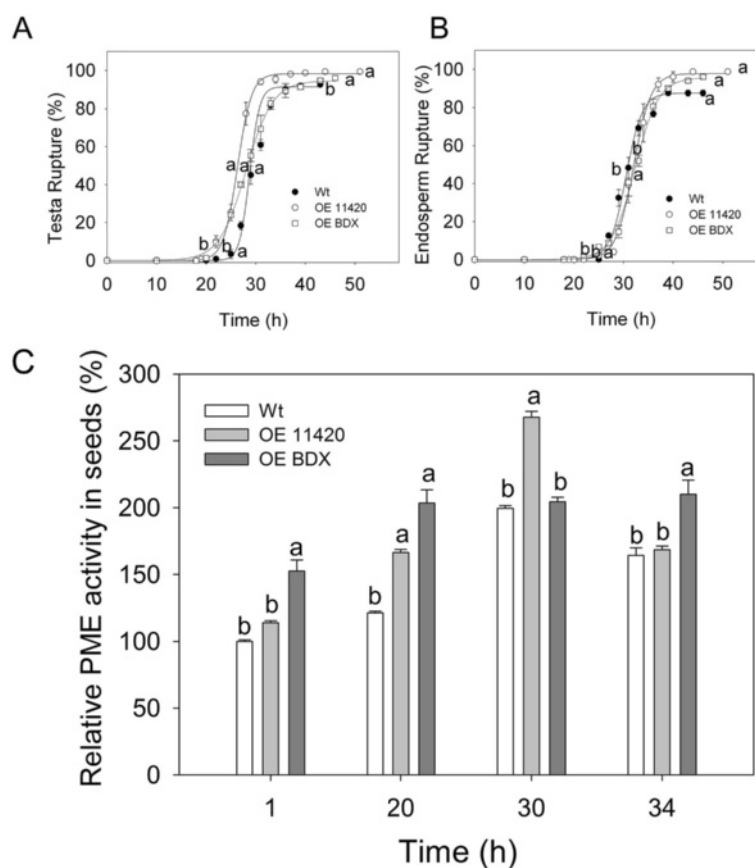 A
Testa Rupture (%)
100
80
60
40
20
0
0 10 20 30 40 50
Time (h)
a
a
b
a
a
a
b
b
a
Wt
OE 11420
OE BDX
B
Endosperm Rupture (%)
100
80
60
40
20
0
0 10 20 30 40 50
Time (h)
a
a
a
b
b
a
b
b
a
Wt
OE 11420
OE BDX
C
Relative PME activity in seeds (%)
300
250
200
150
100
50
0
Wt
OE 11420
OE BDX
b b a
b a a
b a b
b b a
1 20 30 34
Time (h)